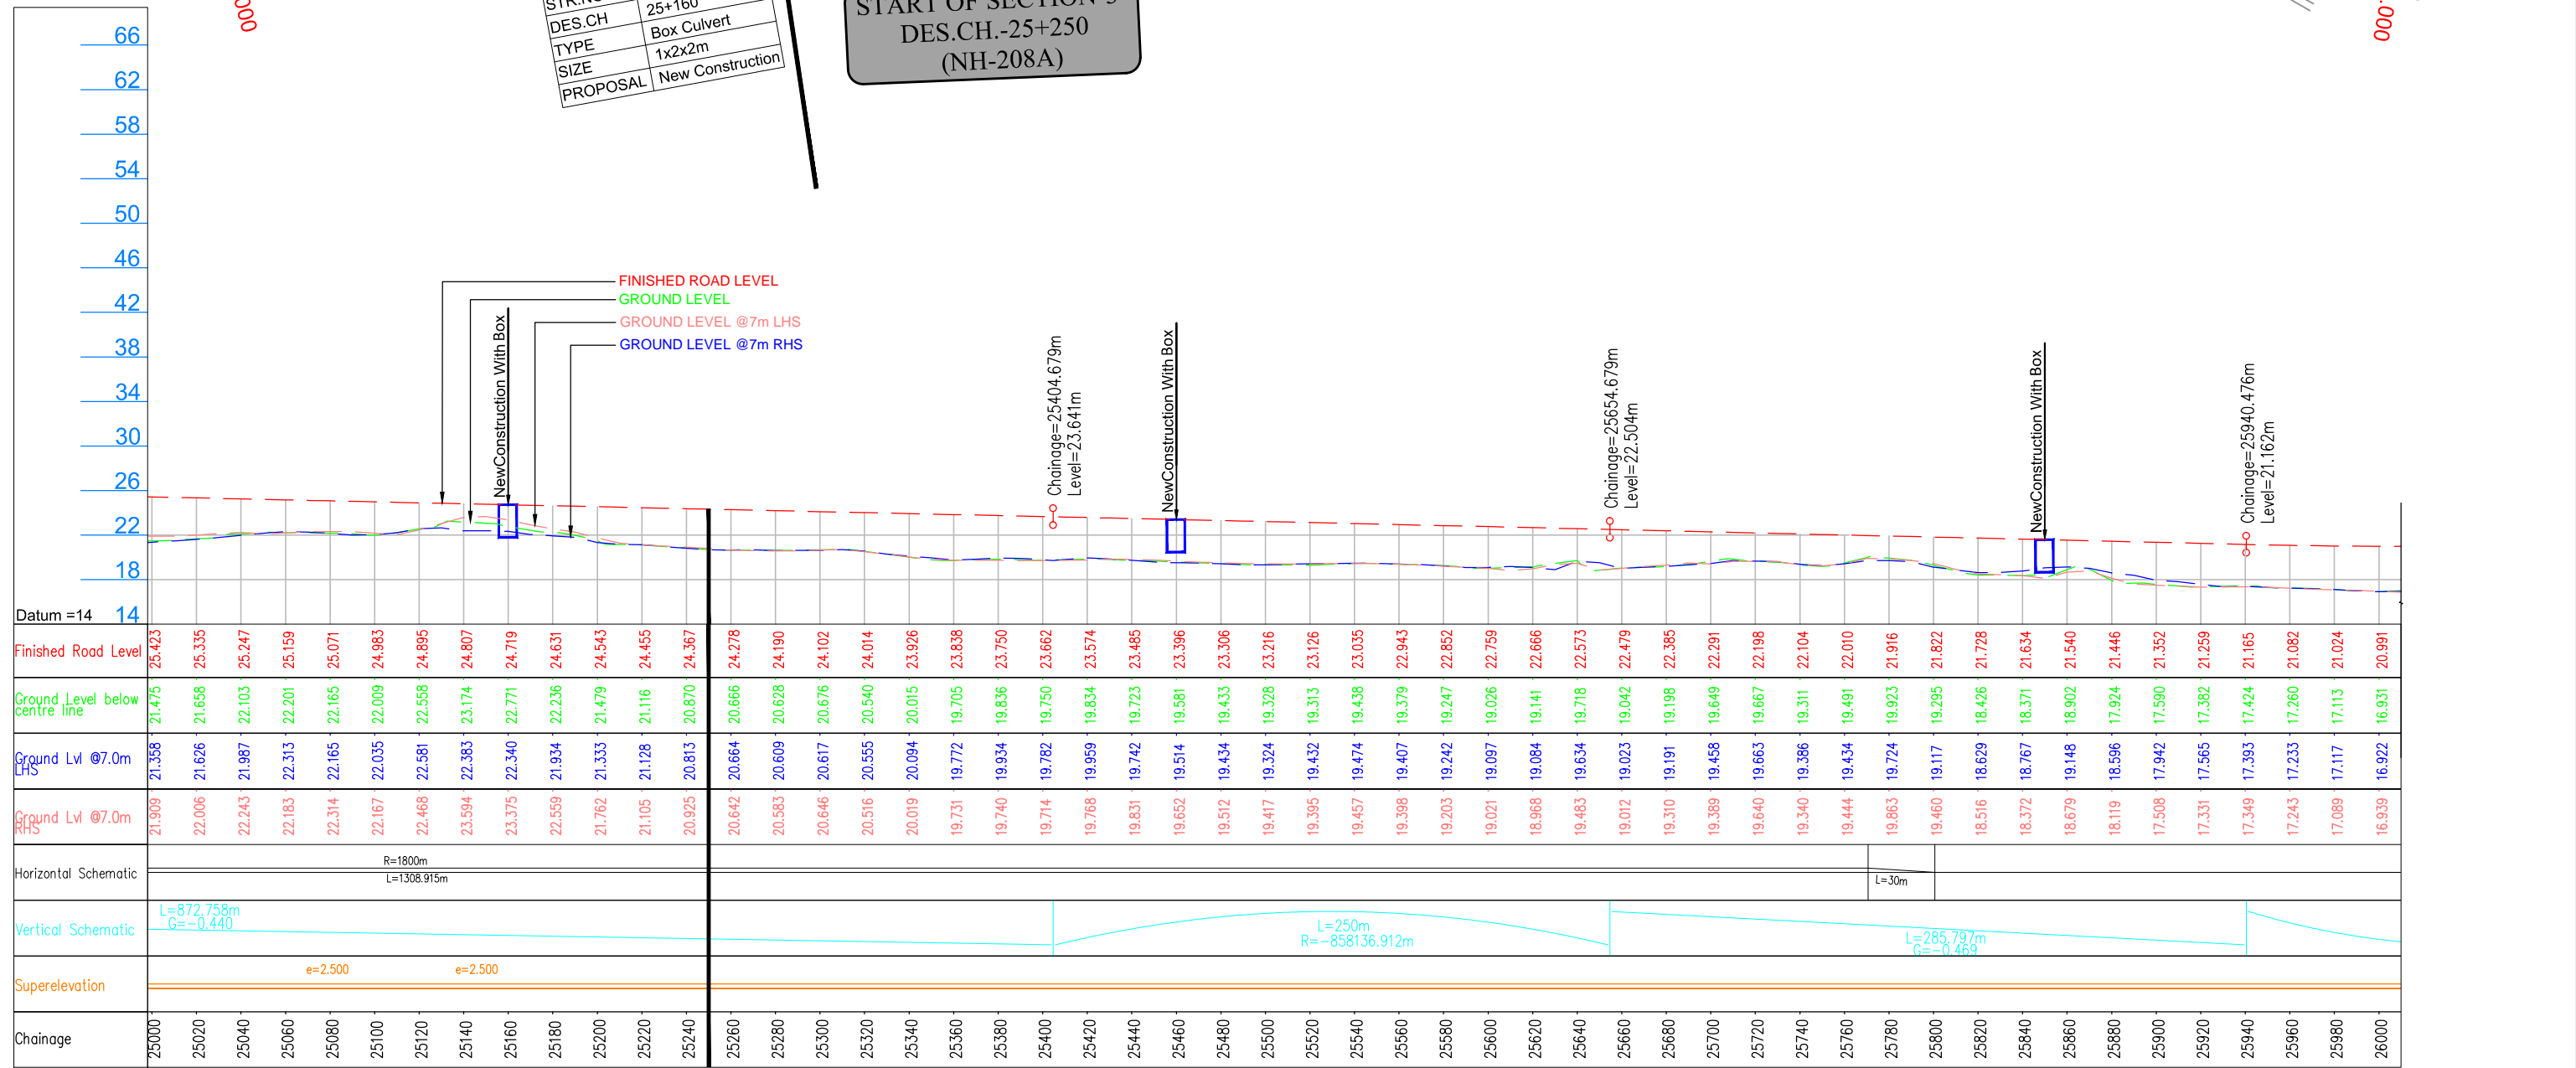 000
STR.NO
DES.CH 25+160
TYPE Box Culvert
SIZE 1x2x2m
PROPOSAL New Construction
DES.CH.-25+250
(NH-208A)
.000
66
62
58
54
50
46
42
38
34
30
26
22
18
14
Datum =14
FINISHED ROAD LEVEL
GROUND LEVEL
GROUND LEVEL @7m LHS
GROUND LEVEL @7m RHS
NewConstruction With Box
Chainage=25404.679m
Level=23.641m
NewConstruction With Box
Chainage=25654.679m
Level=22.504m
NewConstruction With Box
Chainage=25940.476m
Level=21.162m
Finished Road Level 25.423 25.335 25.247 25.159 25.071 24.983 24.895 24.807 24.719 24.631 24.543 24.455 24.367 24.278 24.190 24.102 24.014 23.926 23.838 23.750 23.662 23.574 23.485 23.396 23.306 23.216 23.126 23.035 22.943 22.852 22.759 22.666 22.573 22.479 22.385 22.291 22.198 22.104 22.010 21.916 21.822 21.728 21.634 21.540 21.446 21.352 21.259 21.165 21.082 21.024 20.991
Ground Level below
centre line 21.475 21.658 22.103 22.201 22.165 22.009 22.558 23.174 22.771 22.236 21.479 21.116 20.870 20.666 20.628 20.676 20.540 20.015 19.705 19.836 19.750 19.834 19.723 19.581 19.433 19.328 19.313 19.438 19.379 19.247 19.026 19.141 19.718 19.042 19.198 19.649 19.667 19.311 19.491 19.923 19.295 18.426 18.371 18.902 17.924 17.590 17.382 17.424 17.260 17.113 16.931
Ground Lvl @7.0m
LHS 21.358 21.626 21.987 22.313 22.165 22.035 22.581 22.383 22.340 21.934 21.333 21.128 20.813 20.664 20.609 20.617 20.555 20.094 19.772 19.934 19.782 19.959 19.742 19.514 19.434 19.324 19.432 19.474 19.407 19.242 19.097 19.084 19.634 19.023 19.191 19.458 19.663 19.386 19.434 19.724 19.117 18.629 18.767 19.148 18.596 17.942 17.565 17.393 17.233 17.117 16.922
Ground Lvl @7.0m
RHS 21.909 22.006 22.243 22.183 22.314 22.167 22.468 23.594 23.375 22.559 21.762 21.105 20.925 20.642 20.583 20.646 20.516 20.019 19.731 19.740 19.714 19.768 19.831 19.652 19.512 19.417 19.395 19.457 19.398 19.203 19.021 18.968 19.483 19.012 19.310 19.389 19.640 19.340 19.444 19.863 19.460 18.516 18.372 18.679 18.119 17.508 17.331 17.349 17.243 17.089 16.939
Horizontal Schematic
R=1800m
L=1308.915m
L=30m
Vertical Schematic
L=872.758m
G=-0.440
L=250m
R=-858136.912m
L=285.797m
G=-0.469
Superelevation
e=2.500 e=2.500
Chainage 25000 25020 25040 25060 25080 25100 25120 25140 25160 25180 25200 25220 25240 25260 25280 25300 25320 25340 25360 25380 25400 25420 25440 25460 25480 25500 25520 25540 25560 25580 25600 25620 25640 25660 25680 25700 25720 25740 25760 25780 25800 25820 25840 25860 25880 25900 25920 25940 25960 25980 26000